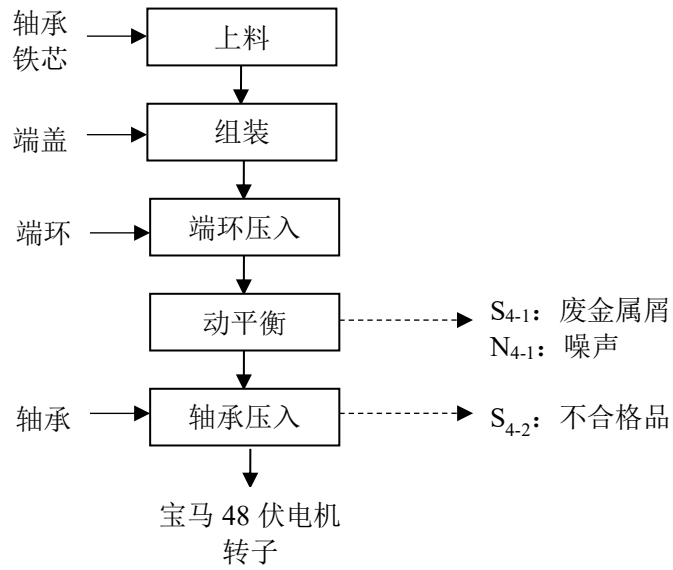 轴承
铁芯
上料
端盖
组装
端环
端环压入
动平衡
S4-1：废金属屑
N4-1：噪声
轴承
轴承压入
S4-2：不合格品
宝马 48 伏电机
转子